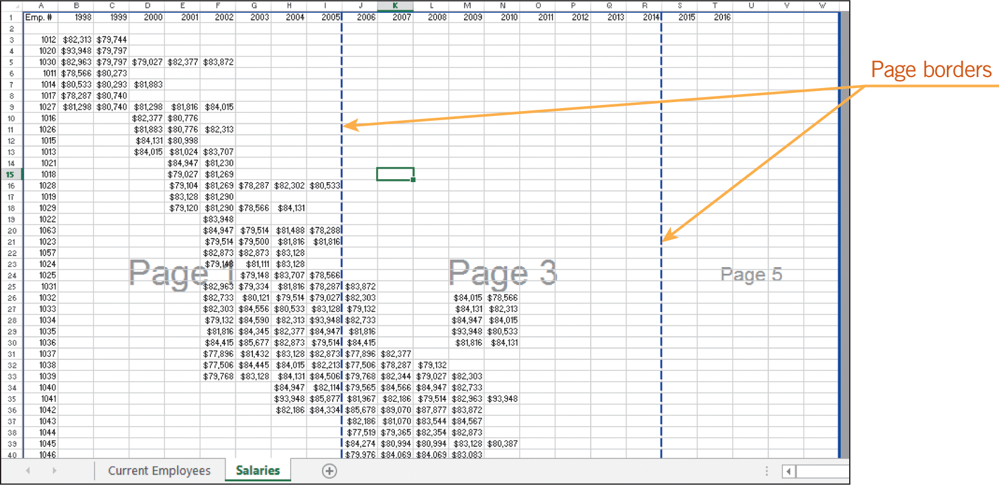 A B C D E F G H I J K L M N O P Q R S T U V W
1 Emp. # 1998 1999 2000 2001 2002 2003 2004 2005 2006 2007 2008 2009 2010 2011 2012 2013 2014 2015 2016
Page borders
2
3 1012 $82,313 $79,744
4 1020 $93,948 $79,797
5 1030 $82,963 $79,797 $79,027 $82,377 $83,872
6 1011 $78,566 $80,273
7 1014 $80,533 $80,293 $81,883
8 1017 $78,287 $80,740
9 1027 $81,298 $80,740 $81,298 $81,816 $84,015
10 1016 $82,377 $80,776
11 1026 $81,883 $80,776 $82,313
12 1015 $84,131 $80,998
13 1013 $84,015 $81,024 $83,707
14 1021 $84,947 $81,230
15 1018 $79,027 $81,269
16 1028 $79,104 $81,269 $78,287 $82,302 $80,533
17 1019 $83,128 $81,290
18 1029 $79,120 $81,290 $78,566 $84,131
19 1022 $83,948
20 1063 $84,947 $79,514 $81,488 $78,288
21 1023 $79,514 $79,500 $81,816 $81,816
22 1057 $82,873 $82,873 $83,128
23 1024 $79,148 $81,111 $83,128
Page 1 Page 3 Page 5
24 1025 $79,148 $83,707 $78,566
25 1031 $82,963 $79,334 $81,816 $78,287 $83,872
26 1032 $82,733 $80,121 $79,514 $79,027 $82,303 $84,015 $78,566
27 1033 $82,303 $84,556 $80,533 $83,128 $79,132 $84,131 $82,313
28 1034 $79,132 $84,590 $82,313 $93,948 $82,733 $84,947 $84,015
29 1035 $81,816 $84,345 $82,377 $84,947 $81,816 $93,948 $80,533
30 1036 $84,415 $85,677 $82,873 $79,514 $84,415 $81,816 $84,131
31 1037 $77,896 $81,432 $83,128 $82,873 $77,896 $82,377
32 1038 $77,506 $84,445 $84,015 $82,213 $77,506 $78,287 $79,132
33 1039 $79,768 $83,128 $84,131 $84,506 $79,768 $82,344 $79,027 $82,303
34 1040 $84,947 $82,114 $79,565 $84,566 $84,947 $82,733
35 1041 $93,948 $85,877 $81,967 $82,186 $79,514 $82,963 $93,948
36 1042 $82,186 $84,334 $85,678 $89,070 $87,877 $83,872
37 1043 $82,186 $81,070 $83,544 $84,567
38 1044 $77,519 $79,365 $82,354 $82,873
39 1045 $84,274 $80,994 $80,994 $83,128 $80,387
40 1046 $79,976 $84,069 $84,069 $83,083
Current Employees Salaries